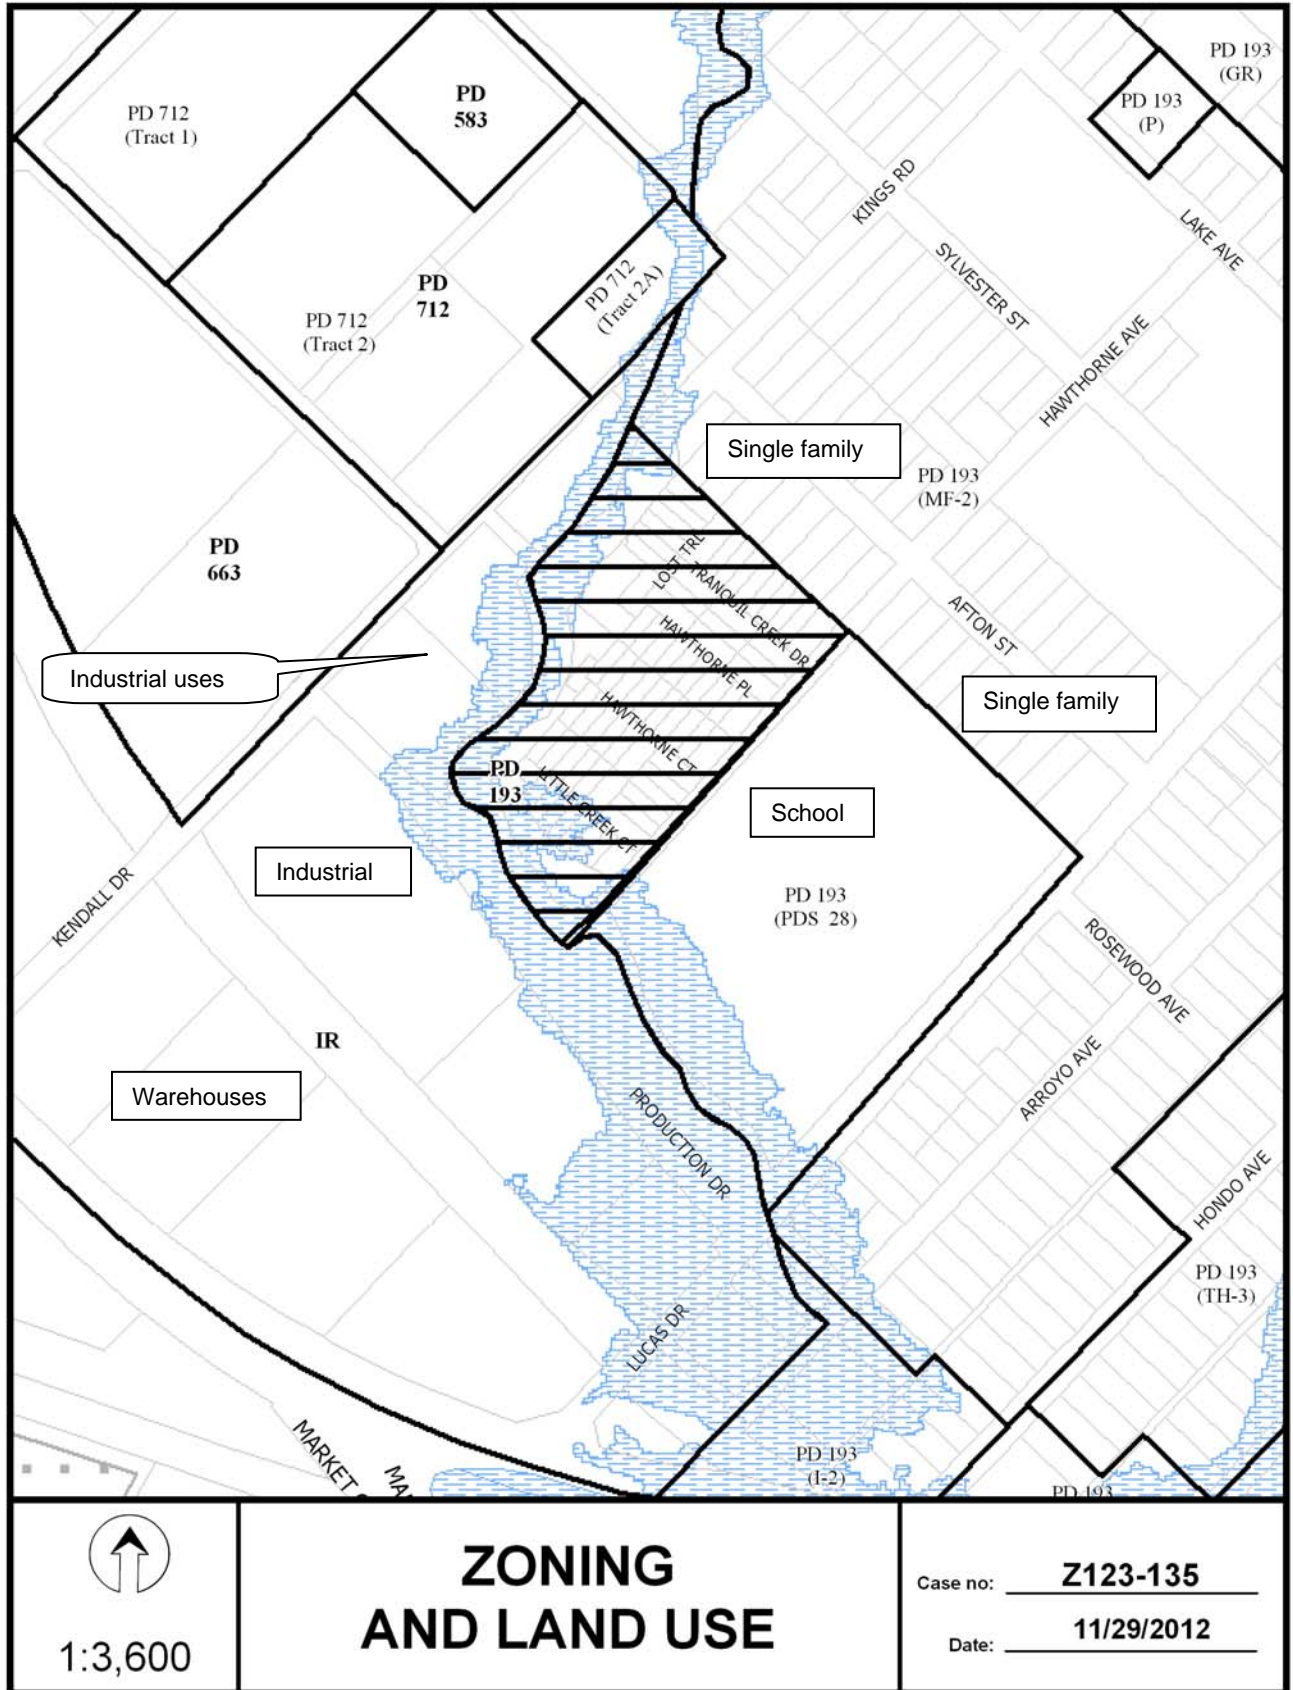 PD 193
(GR)
PD 193
(P)
PD
583
PD 712
(Tract 1)
KINGS RD
LAKE AVE
SYLVESTER ST
PD
712
PD 712
(Tract 2A)
PD 712
(Tract 2)
HAWTHORNE AVE
Single family
PD 193
(MF-2)
PD
663
LOST TRL
TRANQUIL CREEK DR
HAWTHORNE PL
AFTON ST
Industrial uses
Single family
HAWTHORNE CT
PD
193
LITTLE CREEK CT
School
Industrial
PD 193
(PDS 28)
KENDALL DR
ROSEWOOD AVE
IR
ARROYO AVE
Warehouses
PRODUCTION DR
HONDO AVE
PD 193
(TH-3)
LUCAS DR
MARKET
PD 193
(I-2)
PD 193
1:3,600
ZONING
AND LAND USE
Case no: Z123-135
Date: 11/29/2012